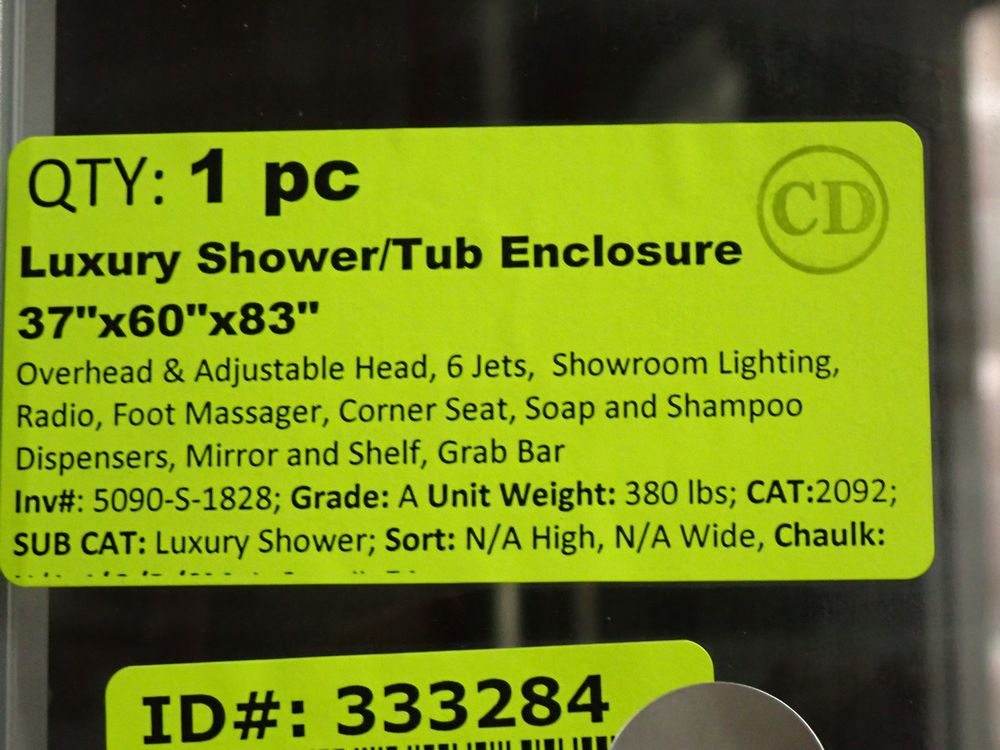 QTY: 1 pc
CD
Luxury Shower/Tub Enclosure
37"x60"x83"
Overhead & Adjustable Head, 6 Jets, Showroom Lighting,
Radio, Foot Massager, Corner Seat, Soap and Shampoo
Dispensers, Mirror and Shelf, Grab Bar
Inv#: 5090-S-1828; Grade: A Unit Weight: 380 lbs; CAT:2092;
SUB CAT: Luxury Shower; Sort: N/A High, N/A Wide, Chaulk:
ID#: 333284